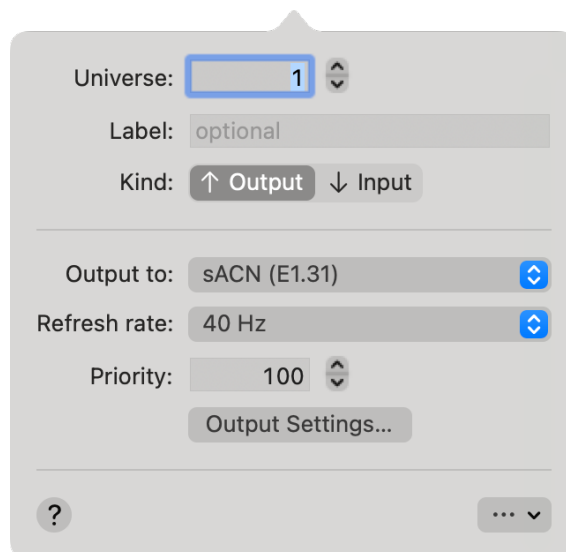 Universe: 1
Label: optional
Kind: ↑ Output ↓ Input
Output to: sACN (E1.31)
Refresh rate: 40 Hz
Priority: 100
Output Settings...
? ···